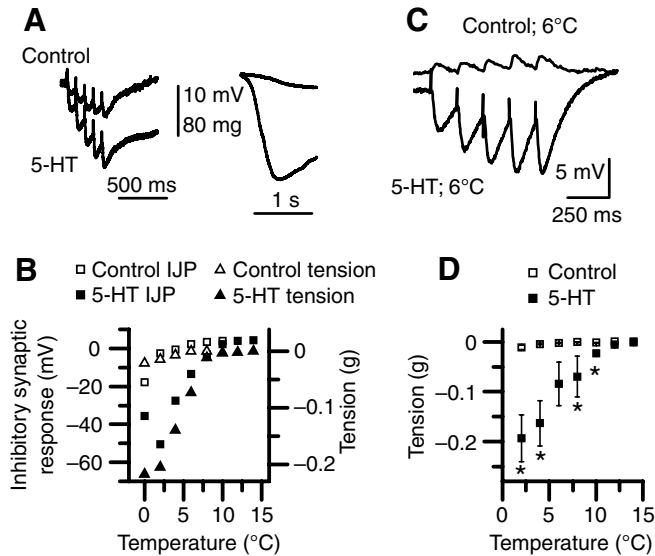 A
Control
5-HT
10 mV
80 mg
500 ms
1 s
C
Control; 6°C
5-HT; 6°C
5 mV
250 ms
B
Control IJP
Control tension
5-HT IJP
5-HT tension
Inhibitory synaptic
response (mV)
0
−20
−40
−60
0
−0.1
−0.2
Tension (g)
0 5 10 15
Temperature (°C)
D
Control
5-HT
Tension (g)
0
−0.1
−0.2
*
*
*
*
0 5 10 15
Temperature (°C)